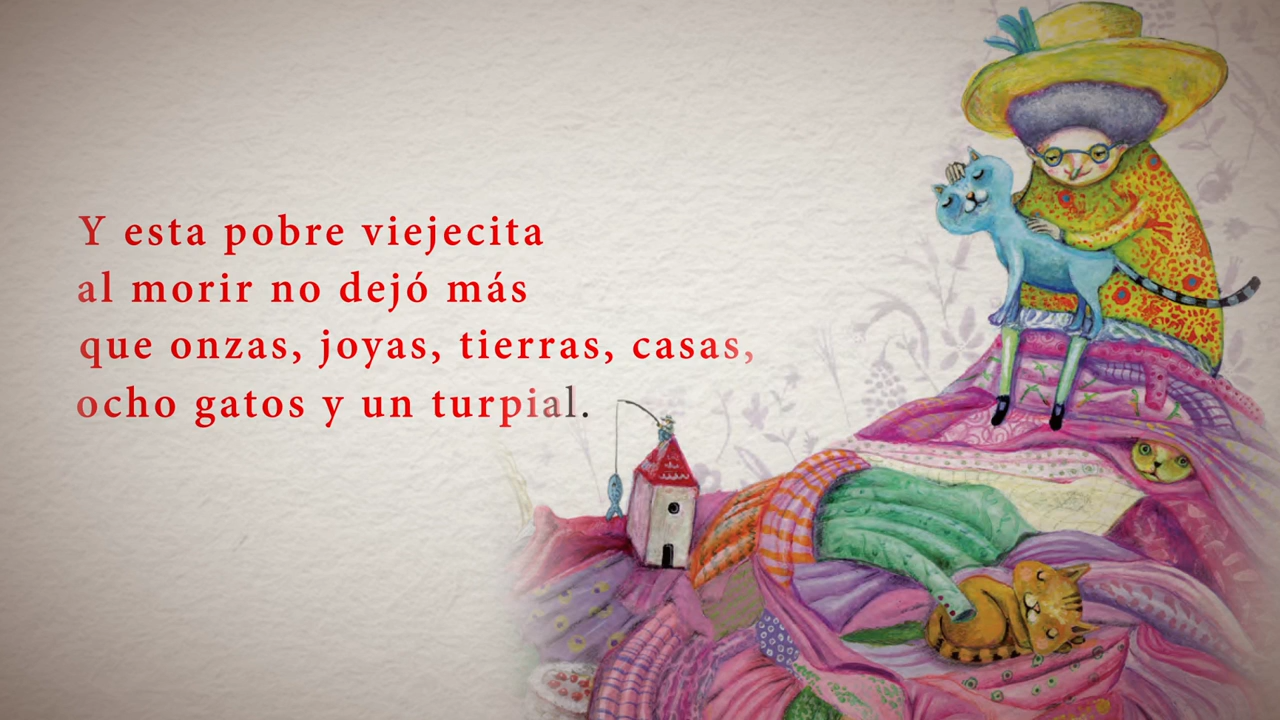 Y esta pobre viejecita
al morir no dejó más
que onzas, joyas, tierras, casas,
ocho gatos y un turpial.